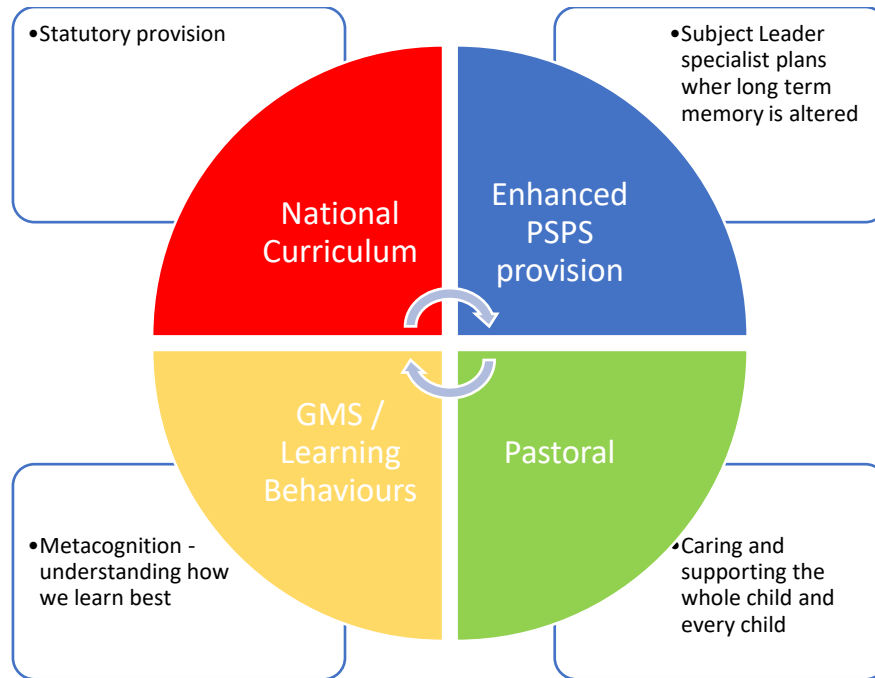 •Statutory provision
•Subject Leader
specialist plans
wher long term
memory is altered
National
Curriculum
Enhanced
PSPS
provision
GMS /
Learning
Behaviours
Pastoral
•Metacognition -
understanding how
we learn best
•Caring and
supporting the
whole child and
every child